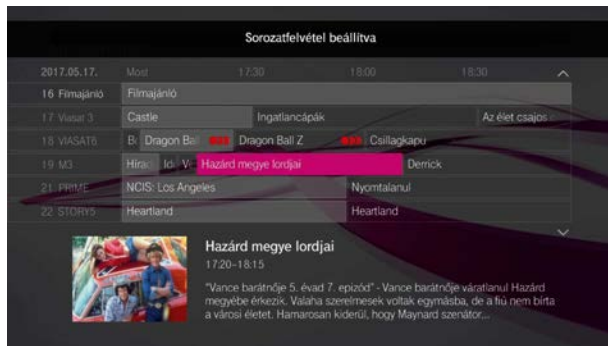 Sorozatfelvétel beállítva
2017.05.17. Most 17:30 18:00 18:30
16 Filmajánló Filmajánló
17 Viasat 3 Castle Ingatlancápák Az élet csajos
18 VIASAT6 Dragon Bal Dragon Ball Z Csillagkapu
19 M3 Hírad Hazárd megye lordjai Derrick
21 PRIME NCIS: Los Angeles Nyomtalanul
22 STORY5 Heartland Heartland
Hazárd megye lordjai
17:20-18:15
"Vance barátnője 5. évad 7. epizód" - Vance barátnője váratlanul Hazárd
megyébe érkezik. Valaha szerelmesek voltak egymásba, de a fiú nem bírta
a városi életet. Hamarosan kiderül, hogy Maynard szenátor...